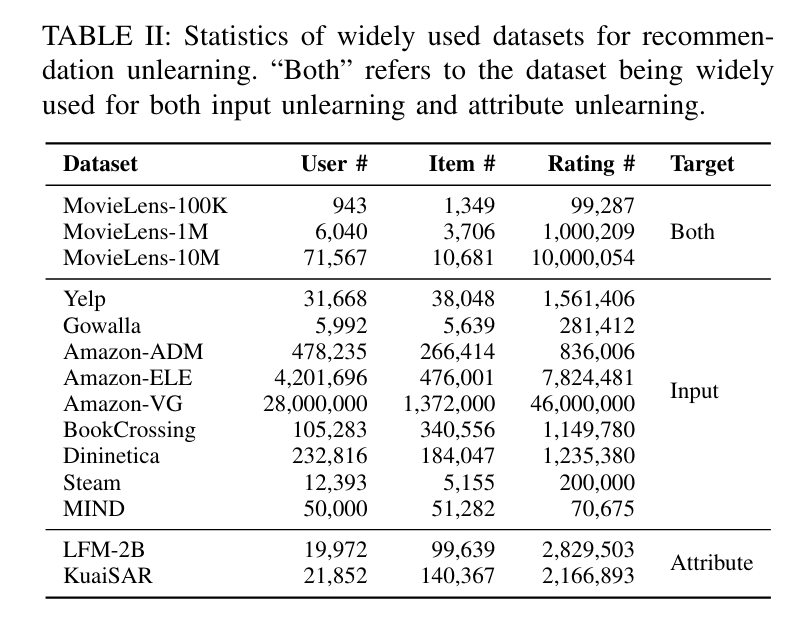 TABLE II: Statistics of widely used datasets for recommen-
dation unlearning. “Both” refers to the dataset being widely
used for both input unlearning and attribute unlearning.
Dataset User # Item # Rating # Target
MovieLens-100K 943 1,349 99,287
MovieLens-1M 6,040 3,706 1,000,209 Both
MovieLens-10M 71,567 10,681 10,000,054
Yelp 31,668 38,048 1,561,406
Gowalla 5,992 5,639 281,412
Amazon-ADM 478,235 266,414 836,006
Amazon-ELE 4,201,696 476,001 7,824,481
Input
Amazon-VG 28,000,000 1,372,000 46,000,000
BookCrossing 105,283 340,556 1,149,780
Dininetica 232,816 184,047 1,235,380
Steam 12,393 5,155 200,000
MIND 50,000 51,282 70,675
LFM-2B 19,972 99,639 2,829,503
Attribute
KuaiSAR 21,852 140,367 2,166,893